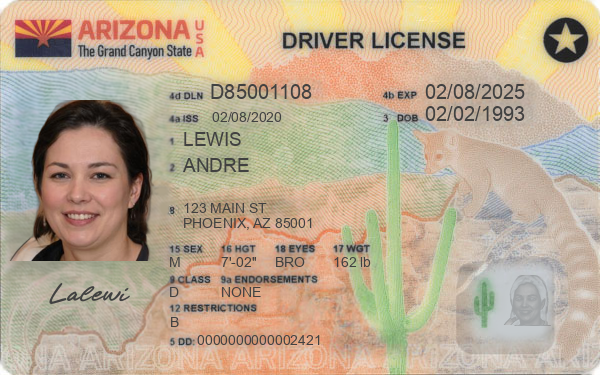 ARIZONA USA
The Grand Canyon State
DRIVER LICENSE
4d DLN D85001108
4b EXP 02/08/2025
4a ISS 02/08/2020
3 DOB 02/02/1993
1 LEWIS
2 ANDRE
8 123 MAIN ST
PHOENIX, AZ 85001
15 SEX 16 HGT 18 EYES 17 WGT
M 7'-02" BRO 162 lb
9 CLASS 9a ENDORSEMENTS
D NONE
12 RESTRICTIONS
B
Lalewi
5 DD: 0000000000002421
ARIZONA ARIZONA ARIZONA ARIZONA